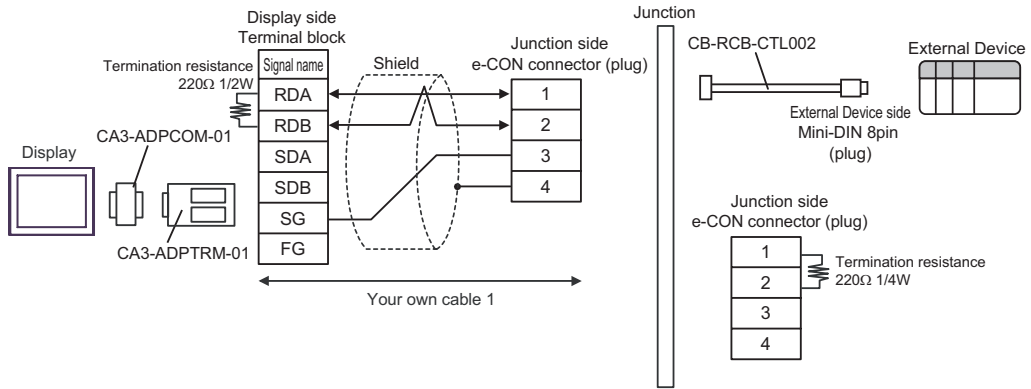 Junction
Display side
Terminal block
Signal name
RDA
RDB
SDA
SDB
SG
FG
Termination resistance
220Ω 1/2W
Shield
Junction side
e-CON connector (plug)
1
2
3
4
CB-RCB-CTL002
External Device
External Device side
Mini-DIN 8pin
(plug)
Display
CA3-ADPCOM-01
CA3-ADPTRM-01
Your own cable 1
Junction side
e-CON connector (plug)
1
2
3
4
Termination resistance
220Ω 1/4W